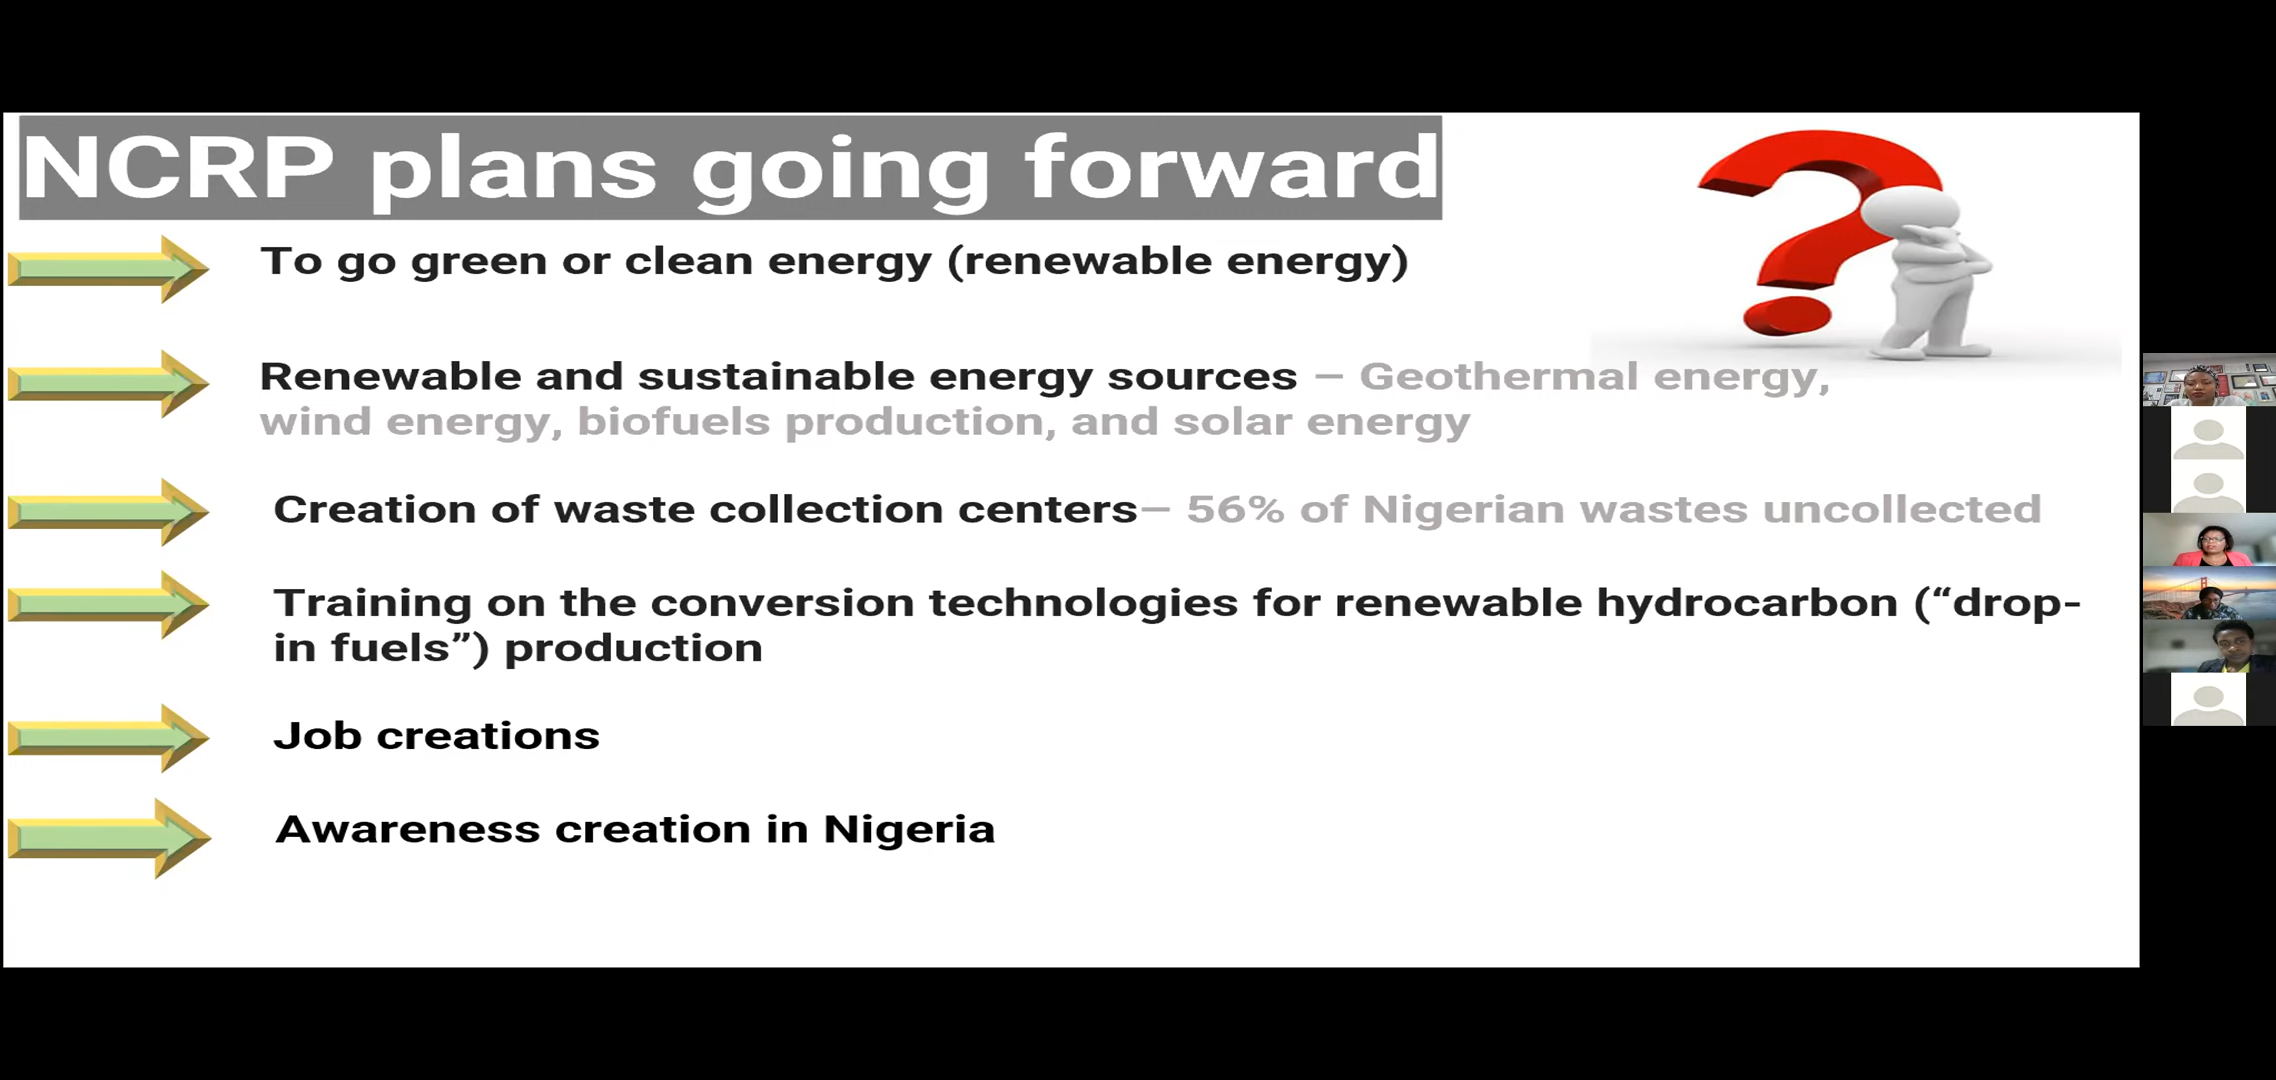 NCRP plans going forward
To go green or clean energy (renewable energy)
Renewable and sustainable energy sources – Geothermal energy,
wind energy, biofuels production, and solar energy
Creation of waste collection centers– 56% of Nigerian wastes uncollected
Training on the conversion technologies for renewable hydrocarbon (“drop-
in fuels”) production
Job creations
Awareness creation in Nigeria